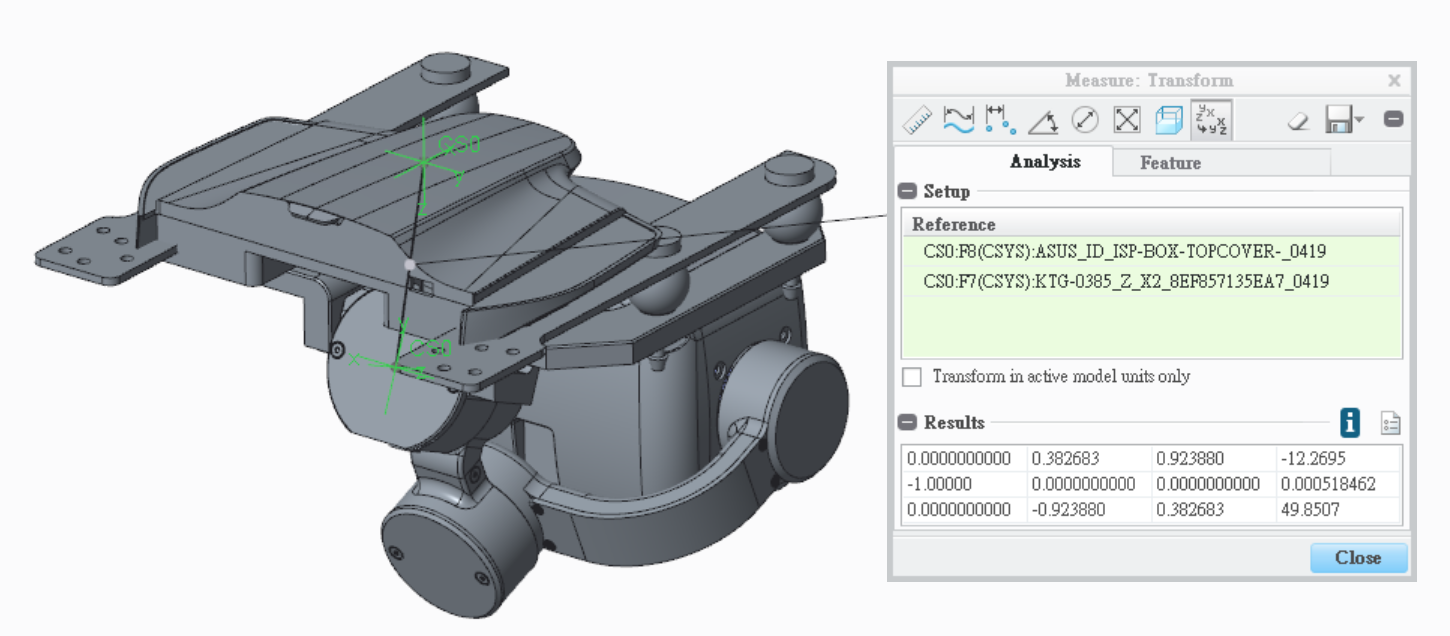 Measure: Transform
Analysis
Feature
Setup
Reference
CS0:F8(CSYS):ASUS_ID_ISP-BOX-TOPCOVER-_0419
CS0:F7(CSYS):KTG-0385_Z_X2_8EF857135EA7_0419
Transform in active model units only
Results
0.0000000000 0.382683 0.923880 -12.2695
-1.00000 0.0000000000 0.0000000000 0.000518462
0.0000000000 -0.923880 0.382683 49.8507
Close
CS0
Y
Z
Y
CS0
X
Z